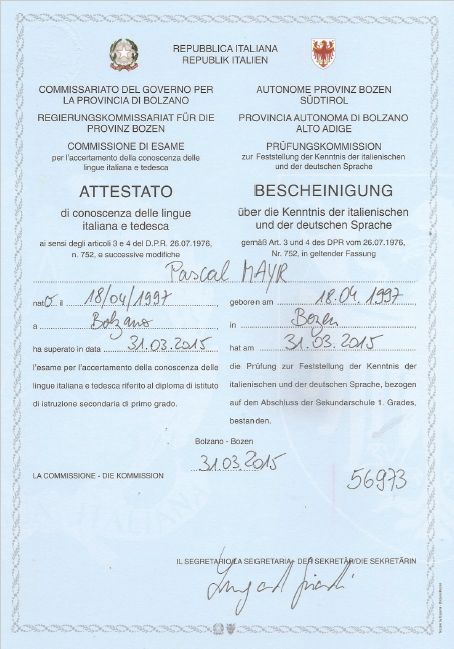 REPUBBLICA ITALIANA
REPUBLIK ITALIEN
COMMISSARIATO DEL GOVERNO PER
LA PROVINCIA DI BOLZANO
REGIERUNGSKOMMISSARIAT FÜR DIE
PROVINZ BOZEN
COMMISSIONE DI ESAME
per l'accertamento della conoscenza delle
lingue italiana e tedesca
ATTESTATO
di conoscenza delle lingue
italiana e tedesca
ai sensi degli articoli 3 e 4 del D.P.R. 26.07.1976,
n. 752, e successive modifiche
AUTONOME PROVINZ BOZEN
SÜDTIROL
PROVINCIA AUTONOMA DI BOLZANO
ALTO ADIGE
PRÜFUNGSKOMMISSION
zur Feststellung der Kenntnis der italienischen
und der deutschen Sprache
BESCHEINIGUNG
über die Kenntnis der italienischen
und der deutschen Sprache
gemäß Art. 3 und 4 des DPR vom 26.07.1976,
Nr. 752, in geltender Fassung
Pascal MAYR
nato il 18/04/1997
a Bolzano
ha superato in data 31.03.2015
l'esame per l'accertamento della conoscenza delle
lingue italiana e tedesca riferito al diploma di istituto
di istruzione secondaria di primo grado.
geboren am 18.04.1997
in Bozen
hat am 31.03.2015
die Prüfung zur Feststellung der Kenntnis der
italienischen und der deutschen Sprache, bezogen
auf den Abschluss der Sekundarschule 1. Grades,
bestanden.
Bolzano - Bozen
31.03.2015
LA COMMISSIONE - DIE KOMMISSION
56973
IL SEGRETARIO/LA SEGRETARIA - DER SEKRETÄR/DIE SEKRETÄRIN